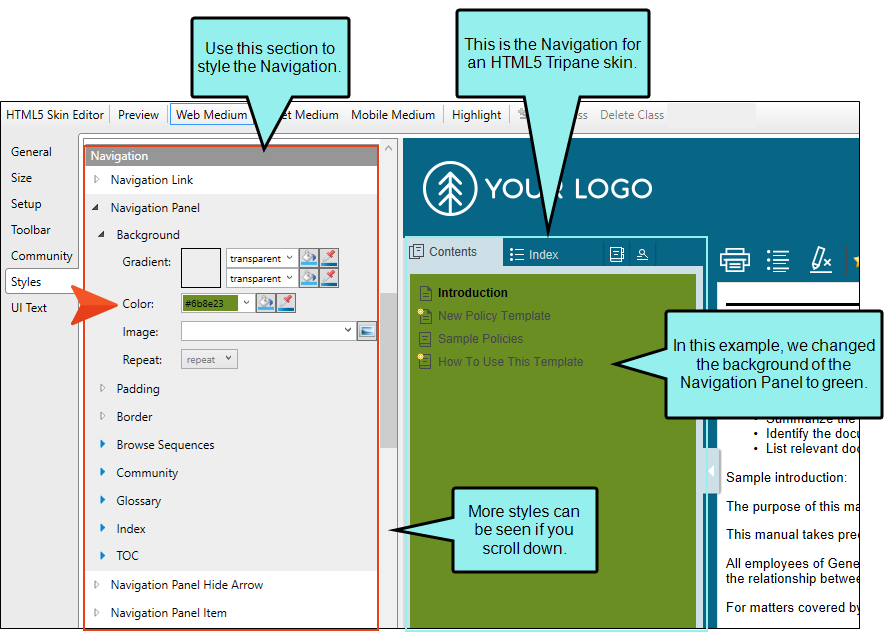 Use this section to
style the Navigation.
This is the Navigation for
an HTML5 Tripane skin.
HTML5 Skin Editor Preview Web Medium et Medium Mobile Medium Highlight ss Delete Class
General
Size
Setup
Toolbar
Community
Styles
UI Text
Navigation
Navigation Link
Navigation Panel
Background
Gradient: transparent
transparent
Color: #6b8e23
Image:
Repeat: repeat
Padding
Border
Browse Sequences
Community
Glossary
Index
TOC
Navigation Panel Hide Arrow
Navigation Panel Item
YOUR LOGO
Contents Index
Introduction
New Policy Template
Sample Policies
How To Use This Template
In this example, we changed
the background of the
Navigation Panel to green.
More styles can
be seen if you
scroll down.
• Summarize the
• Identify the docu
• List relevant doc
Sample introduction:
The purpose of this ma
This manual takes prec
All employees of Gene
the relationship betwee
For matters covered by